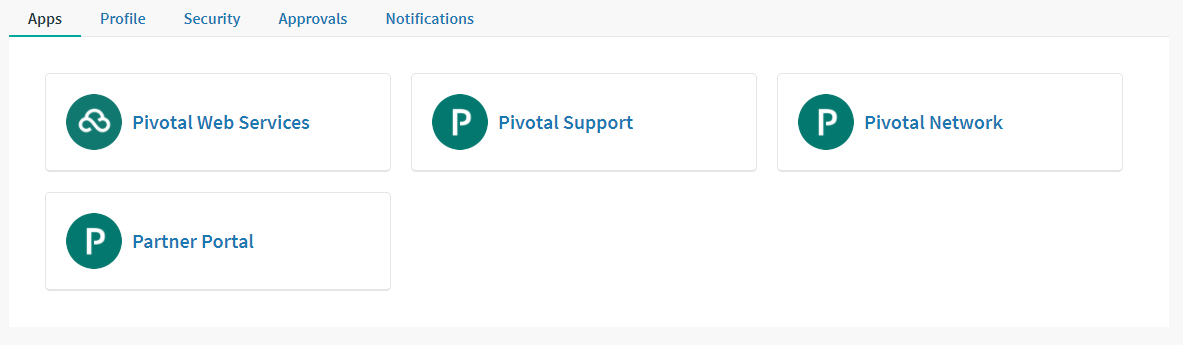 Apps Profile Security Approvals Notifications
Pivotal Web Services Pivotal Support Pivotal Network
Partner Portal